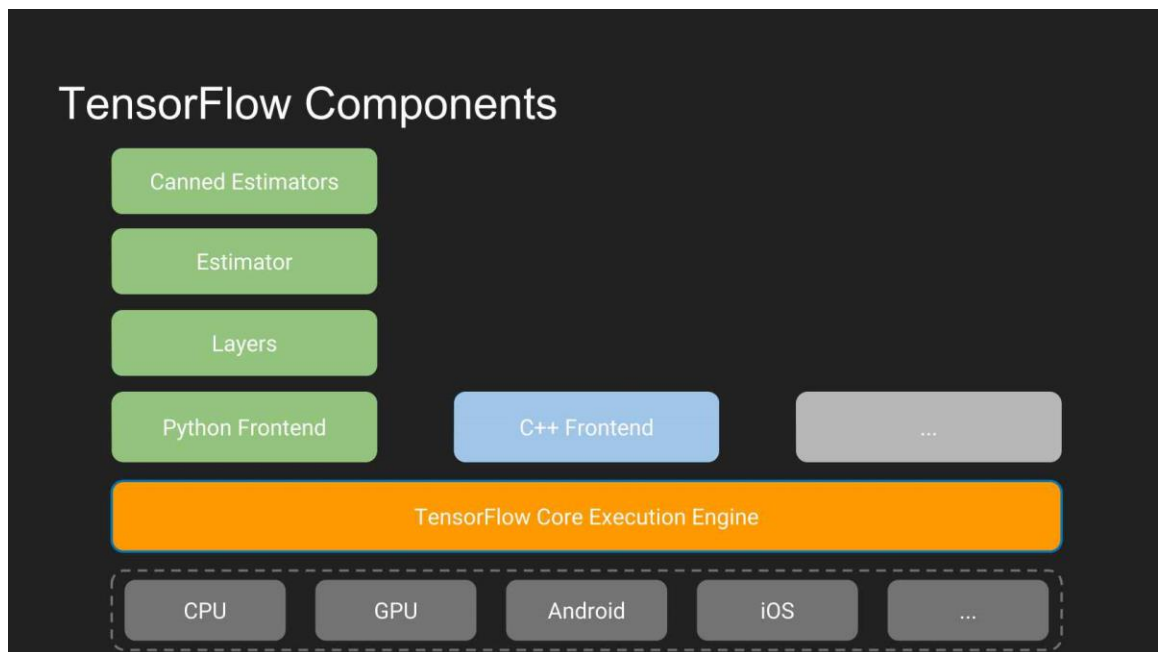 TensorFlow Components
Canned Estimators
Estimator
Layers
Python Frontend
C++ Frontend
...
TensorFlow Core Execution Engine
CPU
GPU
Android
iOS
...